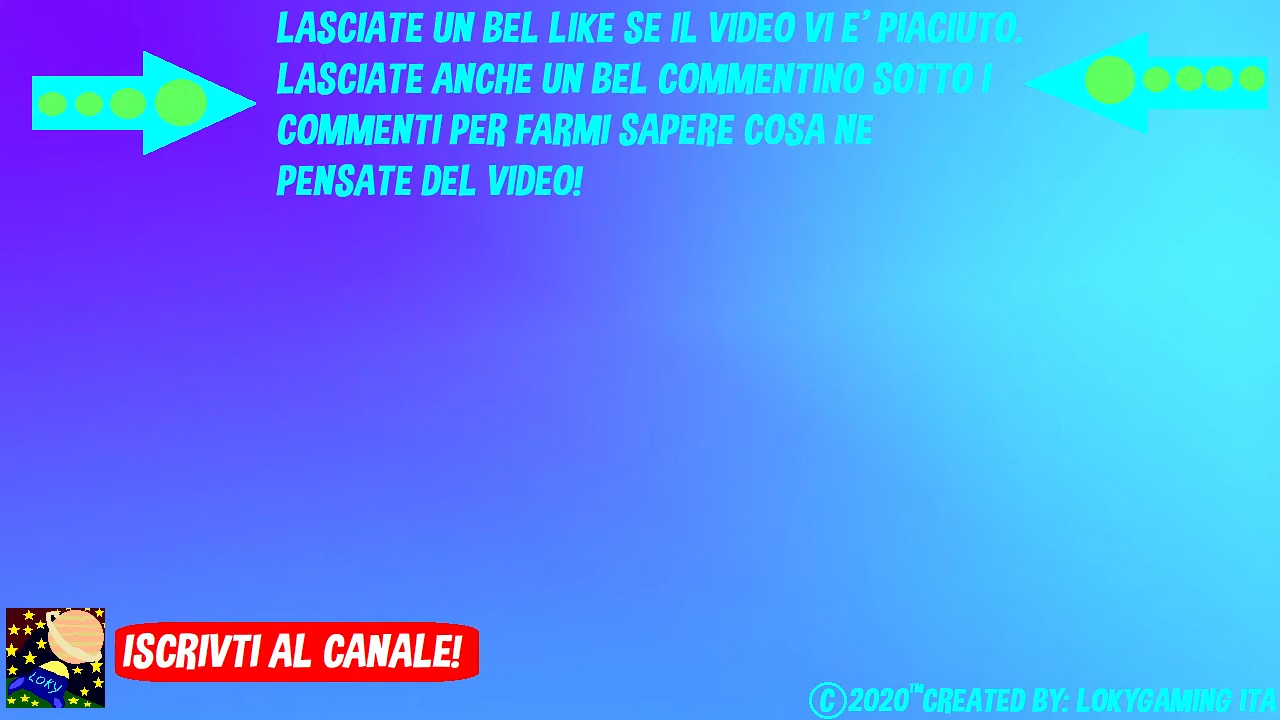 LASCIATE UN BEL LIKE SE IL VIDEO VI E' PIACIUTO.
LASCIATE ANCHE UN BEL COMMENTINO SOTTO I
COMMENTI PER FARMI SAPERE COSA NE
PENSATE DEL VIDEO!
LOKY
ISCRIVTI AL CANALE!
©2020™CREATED BY: LOKYGAMING ITA